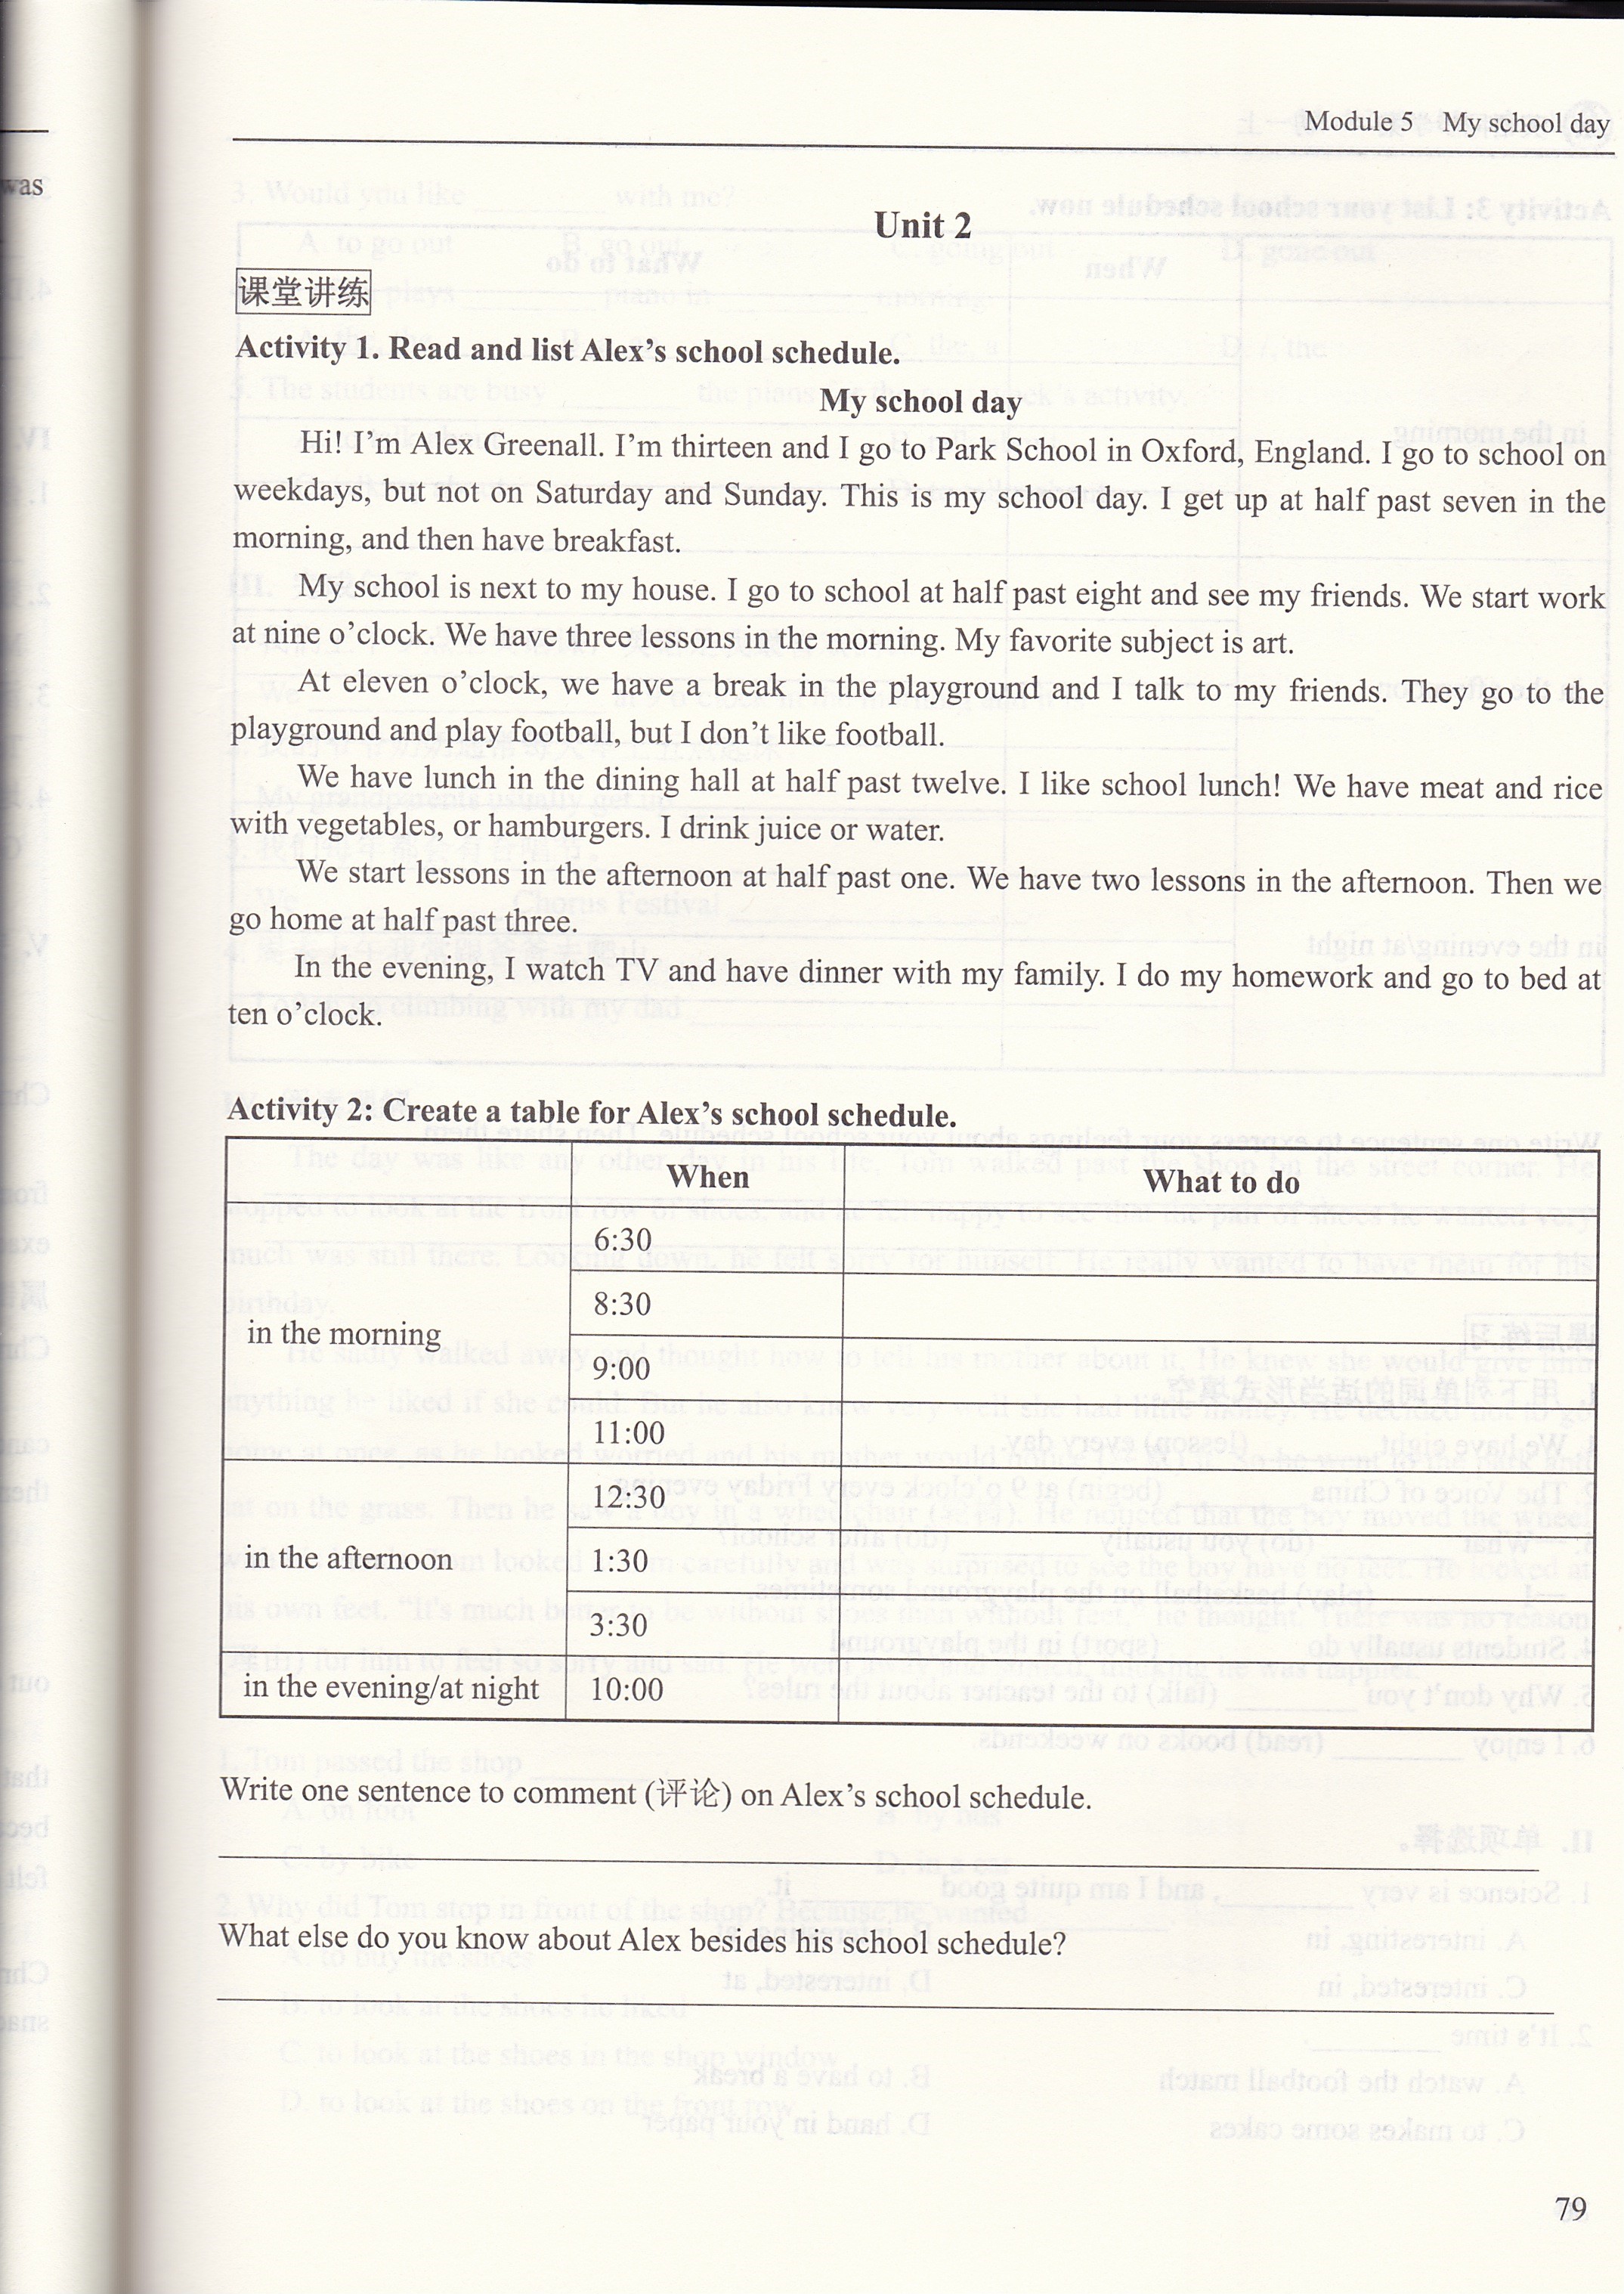 Module 5 My school day
was
Unit 2
课堂讲练
Activity 1. Read and list Alex's school schedule.
My school day
Hi! I'm Alex Greenall. I'm thirteen and I go to Park School in Oxford, England. I go to school on
weekdays, but not on Saturday and Sunday. This is my school day. I get up at half past seven in the
morning, and then have breakfast.
My school is next to my house. I go to school at half past eight and see my friends. We start work
at nine o'clock. We have three lessons in the morning. My favorite subject is art.
At eleven o'clock, we have a break in the playground and I talk to my friends. They go to the
playground and play football, but I don't like football.
We have lunch in the dining hall at half past twelve. I like school lunch! We have meat and rice
with vegetables, or hamburgers. I drink juice or water.
We start lessons in the afternoon at half past one. We have two lessons in the afternoon. Then we
go home at half past three.
In the evening, I watch TV and have dinner with my family. I do my homework and go to bed at
ten o'clock.
Activity 2: Create a table for Alex's school schedule.
When What to do
in the morning
6:30
8:30
9:00
11:00
in the afternoon
12:30
1:30
3:30
in the evening/at night 10:00
Write one sentence to comment (评论) on Alex's school schedule.
What else do you know about Alex besides his school schedule?
79